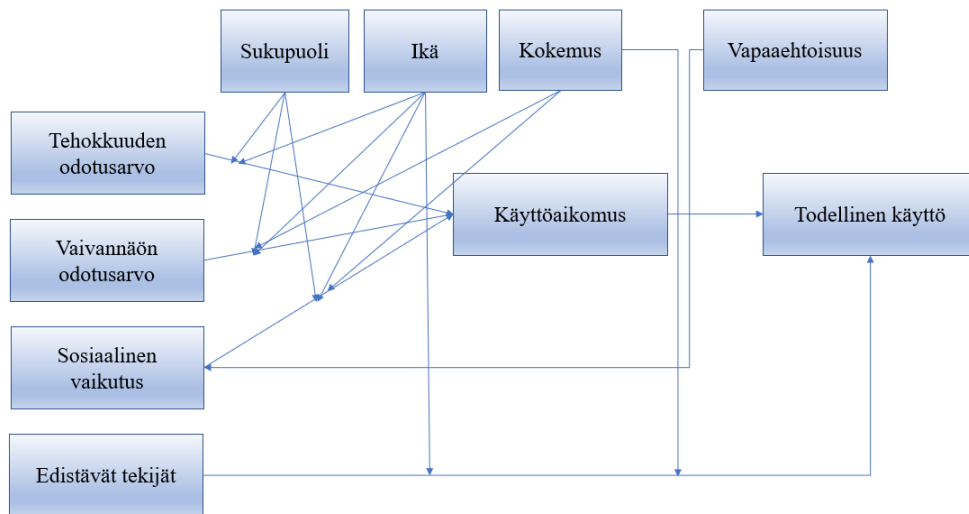 Sukupuoli
Ikä
Kokemus
Vapaaehtoisuus
Tehokkuuden
odotusarvo
Käyttöaikomus
Todellinen käyttö
Vaivannäön
odotusarvo
Sosiaalinen
vaikutus
Edistävät tekijät